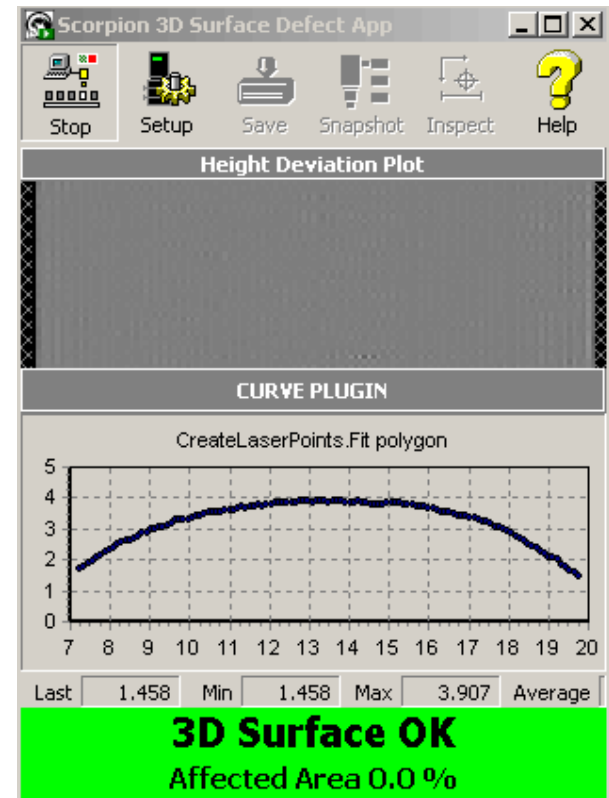 Scorpion 3D Surface Defect App
Stop Setup Save Snapshot Inspect Help
Height Deviation Plot
CURVE PLUGIN
CreateLaserPoints.Fit polygon
5
4
3
2
1
0
7 8 9 10 11 12 13 14 15 16 17 18 19 20
Last 1.458 Min 1.458 Max 3.907 Average
3D Surface OK
Affected Area 0.0 %